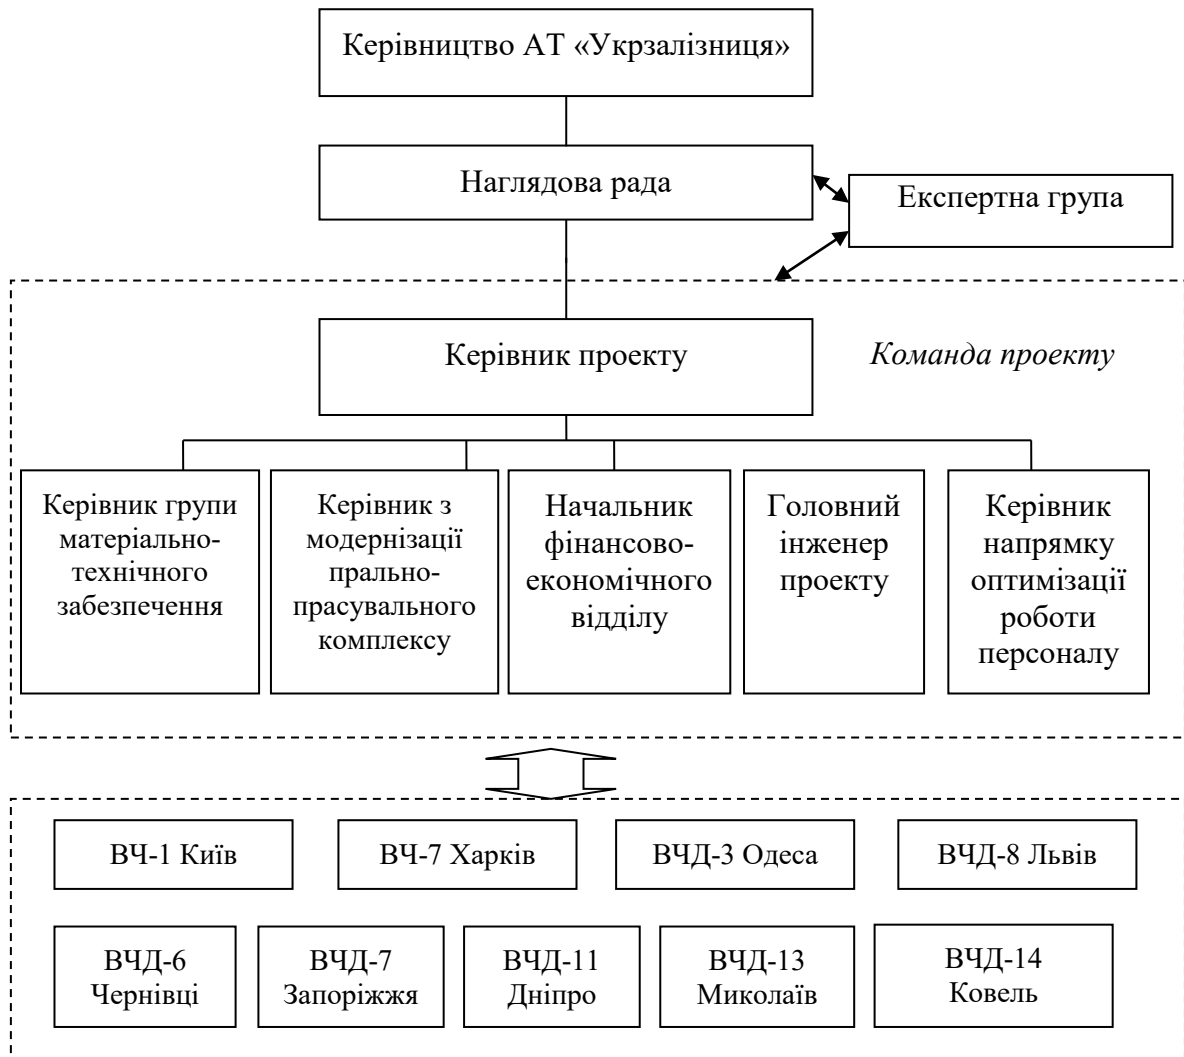 Керівництво АТ «Укрзалізниця»
Наглядова рада
Експертна група
Керівник проекту
Команда проекту
Керівник групи
матеріально-
технічного
забезпечення
Керівник з
модернізації
прально-
прасувального
комплексу
Начальник
фінансово-
економічного
відділу
Головний
інженер
проекту
Керівник
напрямку
оптимізації
роботи
персоналу
ВЧ-1 Київ
ВЧ-7 Харків
ВЧД-3 Одеса
ВЧД-8 Львів
ВЧД-6
Чернівці
ВЧД-7
Запоріжжя
ВЧД-11
Дніпро
ВЧД-13
Миколаїв
ВЧД-14
Ковель